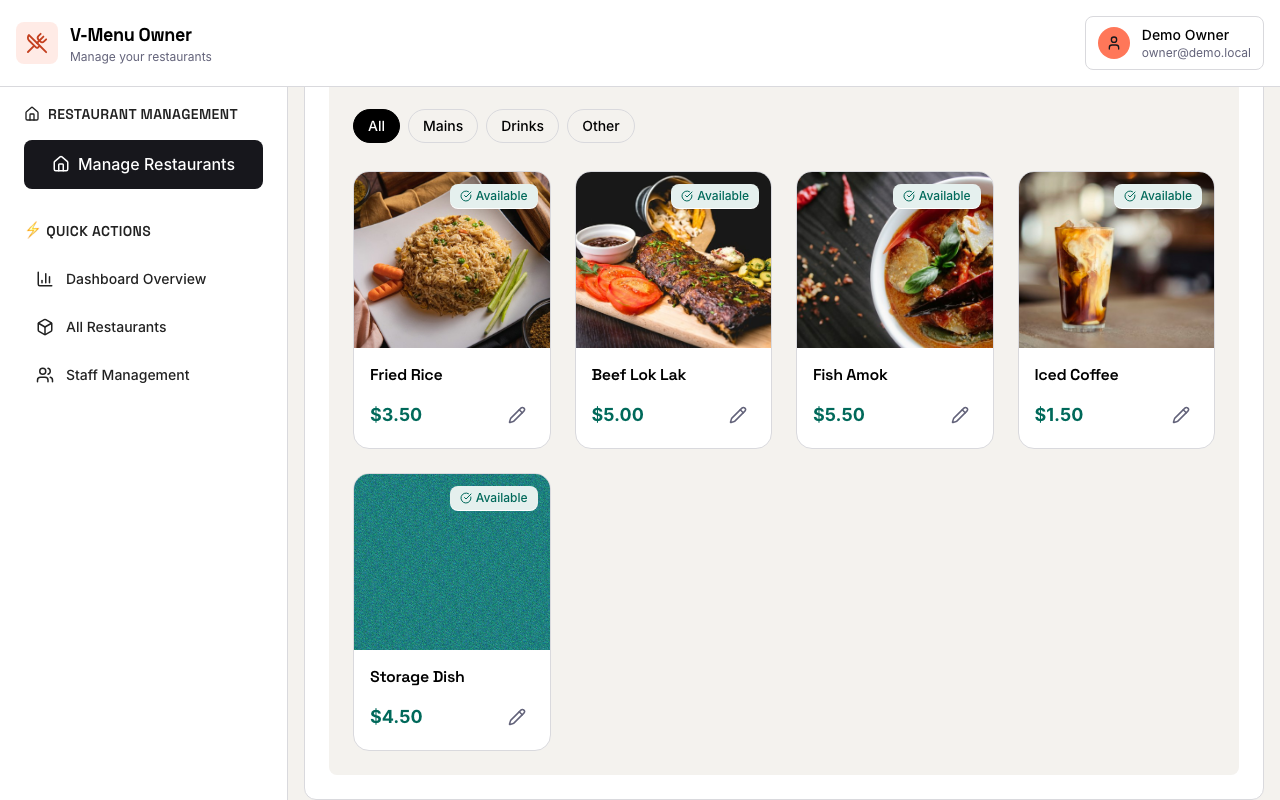 V-Menu Owner
Manage your restaurants
Demo Owner
owner@demo.local
RESTAURANT MANAGEMENT
Manage Restaurants
QUICK ACTIONS
Dashboard Overview
All Restaurants
Staff Management
All
Mains
Drinks
Other
Available
Available
Available
Available
Fried Rice
Beef Lok Lak
Fish Amok
Iced Coffee
$3.50
$5.00
$5.50
$1.50
Available
Storage Dish
$4.50